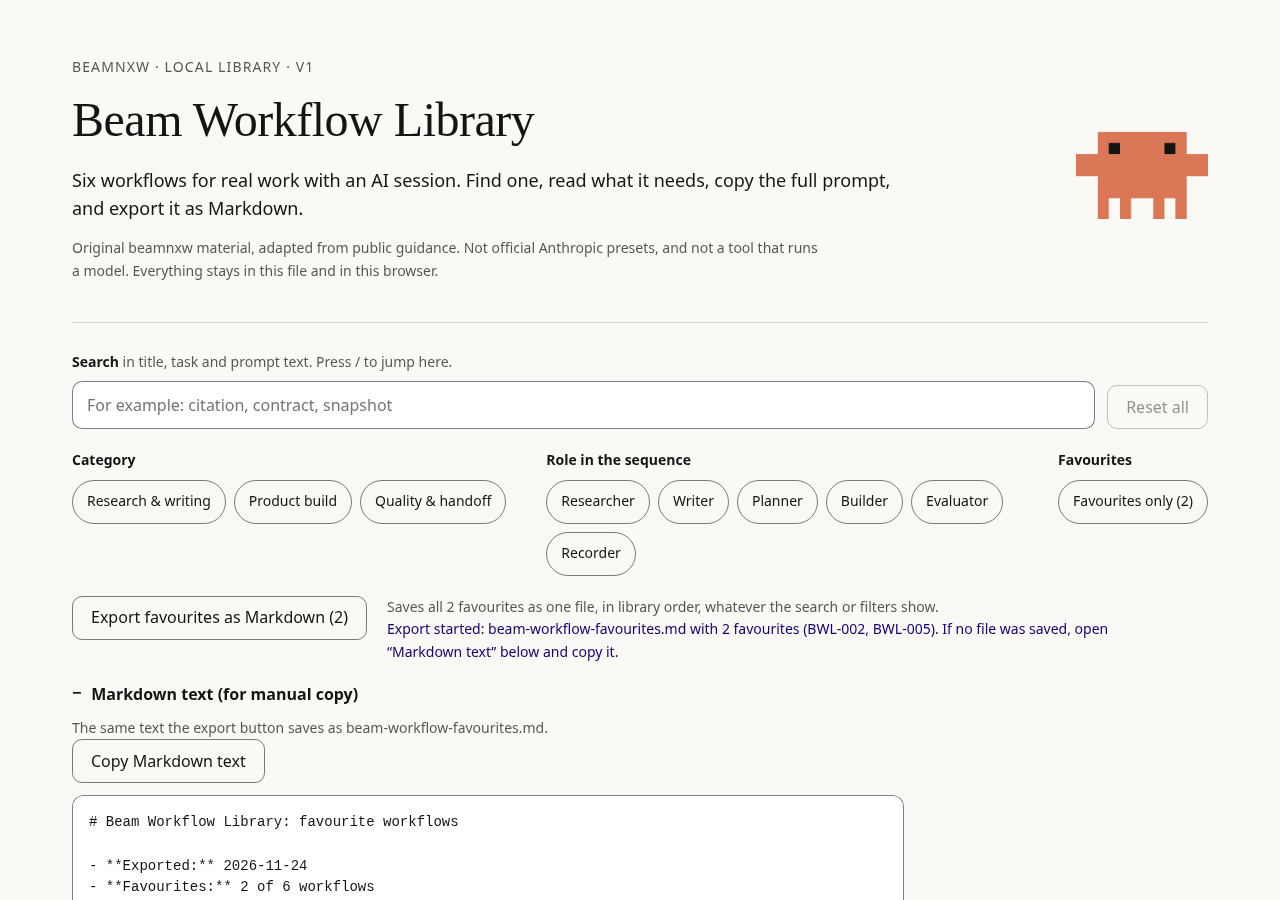 BEAMNXW · LOCAL LIBRARY · V1
Beam Workflow Library
Six workflows for real work with an AI session. Find one, read what it needs, copy the full prompt,
and export it as Markdown.
Original beamnxw material, adapted from public guidance. Not official Anthropic presets, and not a tool that runs
a model. Everything stays in this file and in this browser.
Search in title, task and prompt text. Press / to jump here.
For example: citation, contract, snapshot
Reset all
Category
Research & writing
Product build
Quality & handoff
Role in the sequence
Researcher
Writer
Planner
Builder
Evaluator
Recorder
Favourites
Favourites only (2)
Export favourites as Markdown (2)
Saves all 2 favourites as one file, in library order, whatever the search or filters show.
Export started: beam-workflow-favourites.md with 2 favourites (BWL-002, BWL-005). If no file was saved, open
“Markdown text” below and copy it.
− Markdown text (for manual copy)
The same text the export button saves as beam-workflow-favourites.md.
Copy Markdown text
# Beam Workflow Library: favourite workflows
- **Exported:** 2026-11-24
- **Favourites:** 2 of 6 workflows